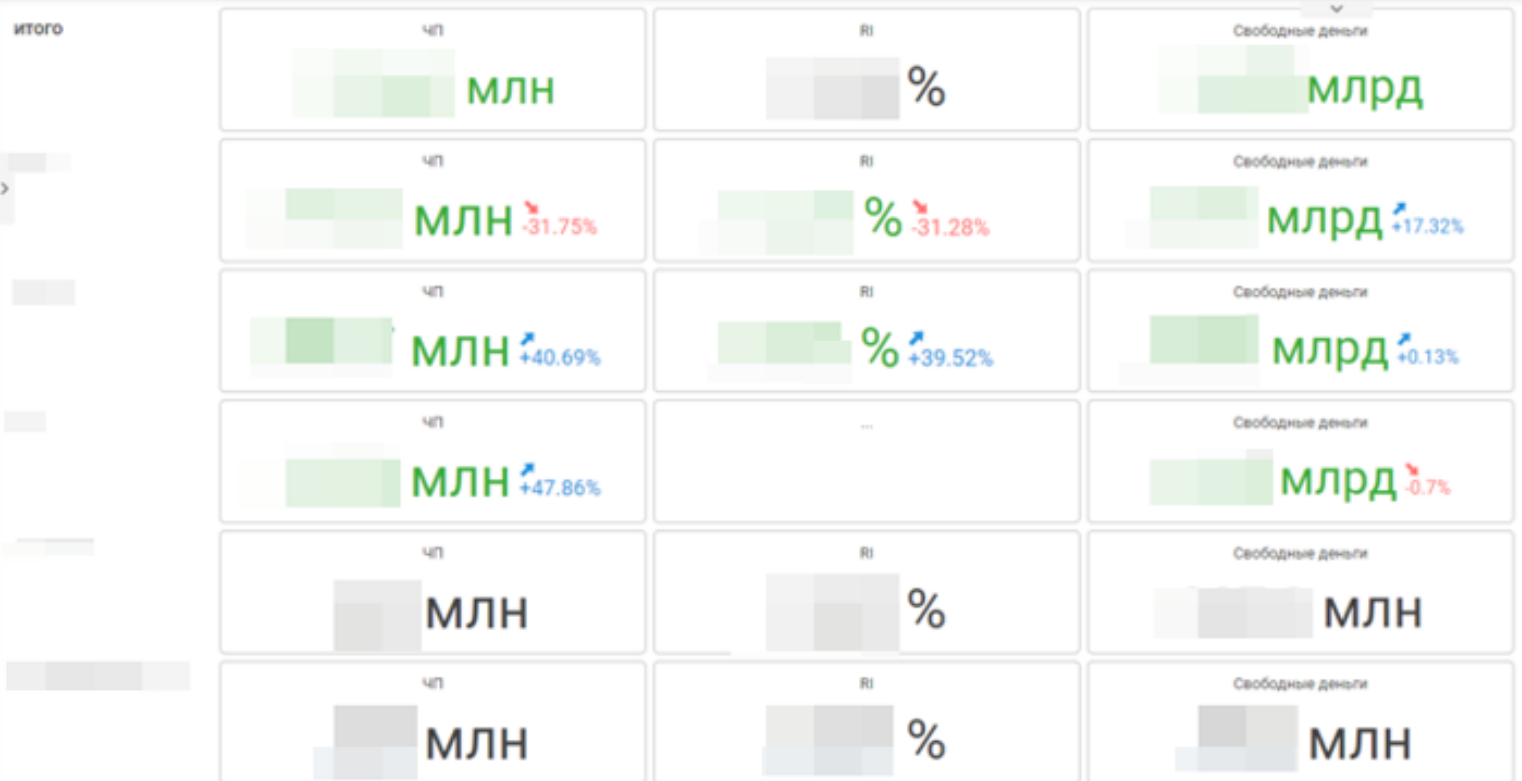 итого
ЧП
RI
Свободные деньги
млн
%
млрд
ЧП
RI
Свободные деньги
млн -31.75%
% -31.28%
млрд +17.32%
ЧП
RI
Свободные деньги
млн +40.69%
% +39.52%
млрд +0.13%
ЧП
...
Свободные деньги
млн +47.86%
млрд -0.7%
ЧП
RI
Свободные деньги
млн
%
млн
ЧП
RI
Свободные деньги
млн
%
млн